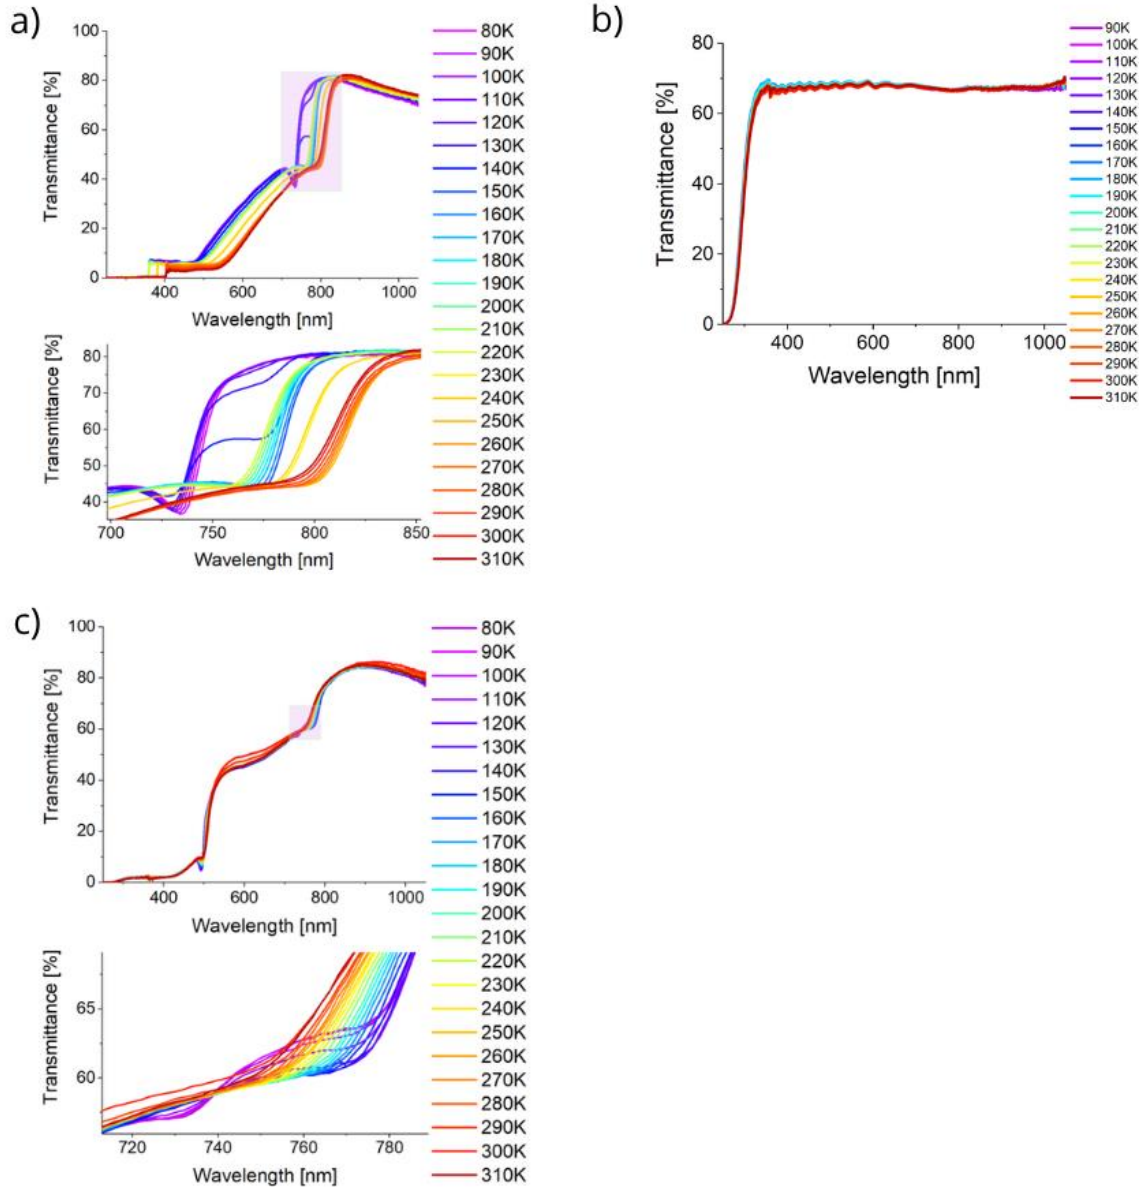 a)
100
80
60
40
20
0
Transmittance [%]
400 600 800 1000
Wavelength [nm]
80
70
60
50
40
Transmittance [%]
700 750 800 850
Wavelength [nm]
80K
90K
100K
110K
120K
130K
140K
150K
160K
170K
180K
190K
200K
210K
220K
230K
240K
250K
260K
270K
280K
290K
300K
310K
b)
80
60
40
20
0
Transmittance [%]
400 600 800 1000
Wavelength [nm]
90K
100K
110K
120K
130K
140K
150K
160K
170K
180K
190K
200K
210K
220K
230K
240K
250K
260K
270K
280K
290K
300K
310K
c)
100
80
60
40
20
0
Transmittance [%]
400 600 800 1000
Wavelength [nm]
65
60
Transmittance [%]
720 740 760 780
Wavelength [nm]
80K
90K
100K
110K
120K
130K
140K
150K
160K
170K
180K
190K
200K
210K
220K
230K
240K
250K
260K
270K
280K
290K
300K
310K